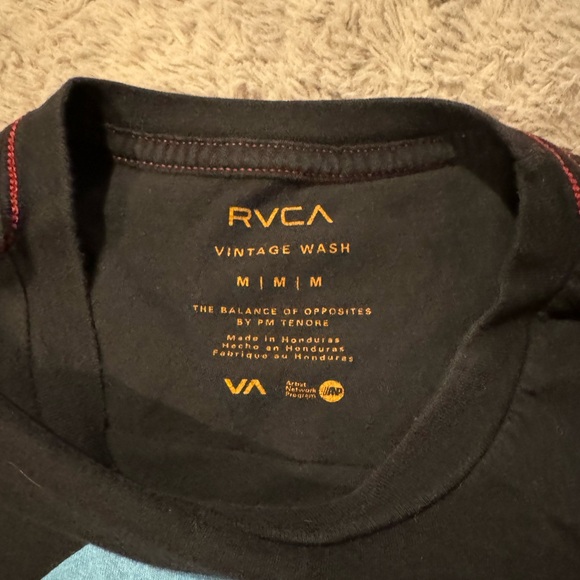 RVCA
VINTAGE WASH
M | M | M
THE BALANCE OF OPPOSITES
BY PM TENORE
Made in Honduras
Hecho en Honduras
Fabrique au Honduras
VA
Artist
Network
Program
ANP